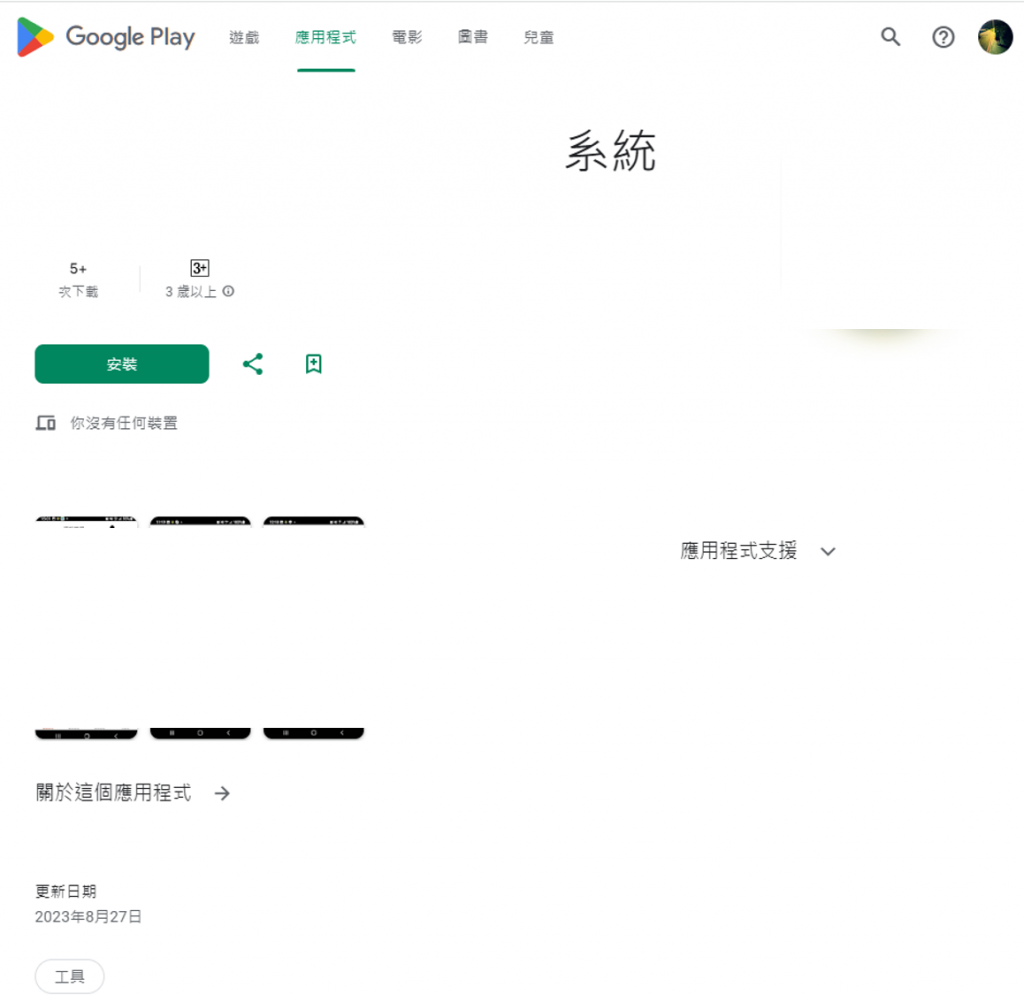 Google Play 遊戲 應用程式 電影 圖書 兒童
系統
5+
次下載
3+
3 歲以上
安裝
你沒有任何裝置
應用程式支援
關於這個應用程式
更新日期
2023年8月27日
工具